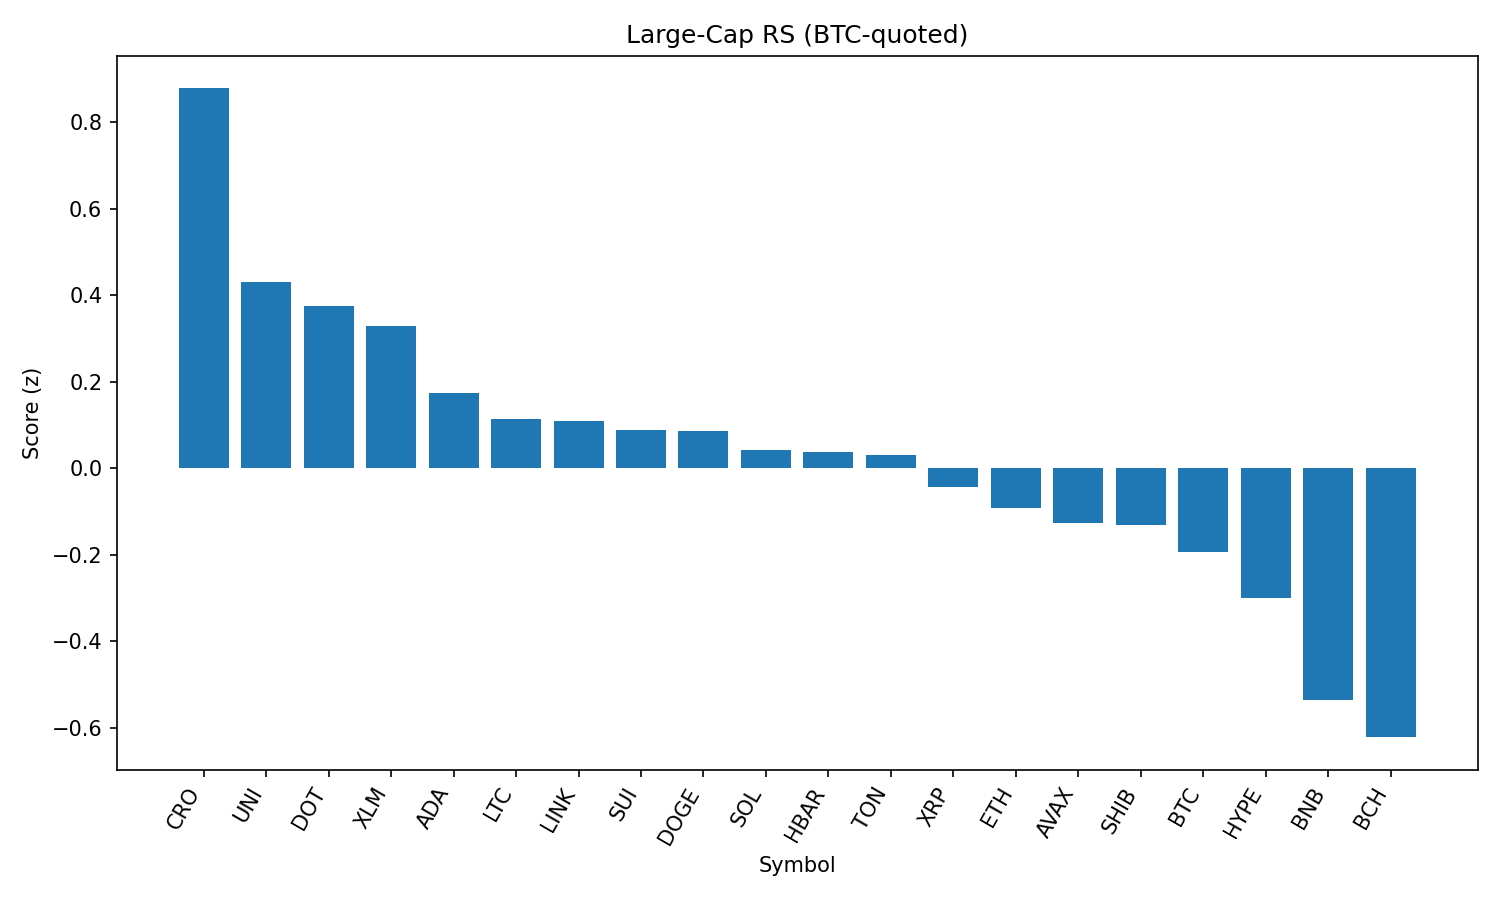 Large-Cap RS (BTC-quoted)
Score (z)
0.8
0.6
0.4
0.2
0.0
−0.2
−0.4
−0.6
CRO
UNI
DOT
XLM
ADA
LTC
LINK
SUI
DOGE
SOL
HBAR
TON
XRP
ETH
AVAX
SHIB
BTC
HYPE
BNB
BCH
Symbol